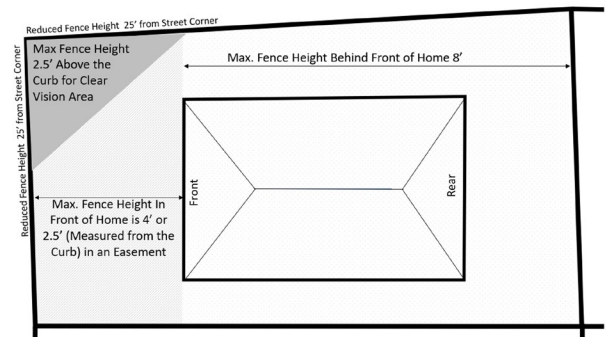 Reduced Fence Height 25' from Street Corner
Reduced Fence Height 25' from Street Corner
Max Fence Height
2.5' Above the
Curb for Clear
Vision Area
Max. Fence Height Behind Front of Home 8'
Front
Rear
Max. Fence Height In
Front of Home is 4' or
2.5' (Measured from the
Curb) in an Easement